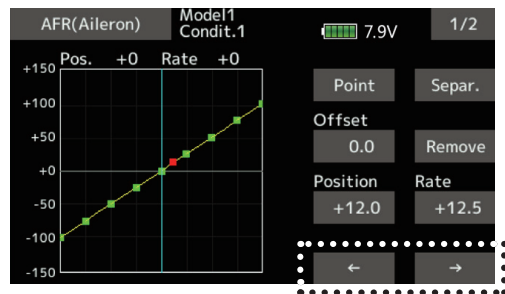 AFR(Aileron) Model1 7.9V 1/2
Condit.1
Pos. +0 Rate +0
+150
+100
+50
+0
-50
-100
-150
Point Separ.
Offset
0.0 Remove
Position Rate
+12.0 +12.5
← →